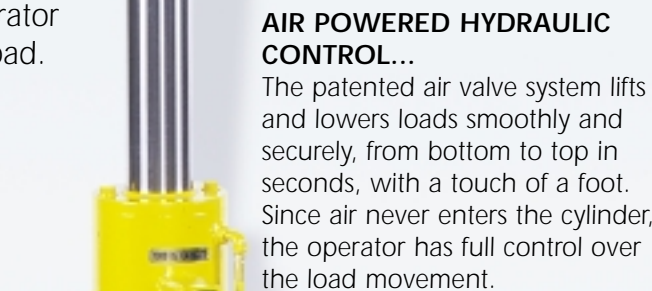 rator
oad.
AIR POWERED HYDRAULIC
CONTROL...
The patented air valve system lifts
and lowers loads smoothly and
securely, from bottom to top in
seconds, with a touch of a foot.
Since air never enters the cylinder,
the operator has full control over
the load movement.